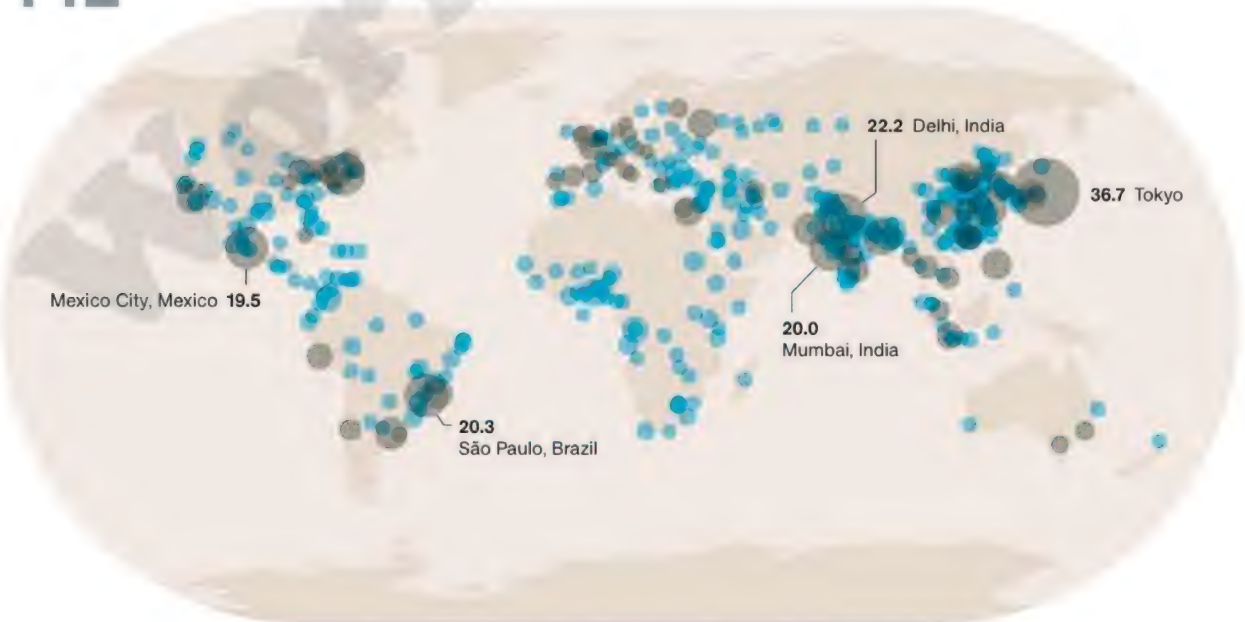 22.2 Delhi, India
36.7 Tokyo
Mexico City, Mexico 19.5
20.0
Mumbai, India
20.3
São Paulo, Brazil